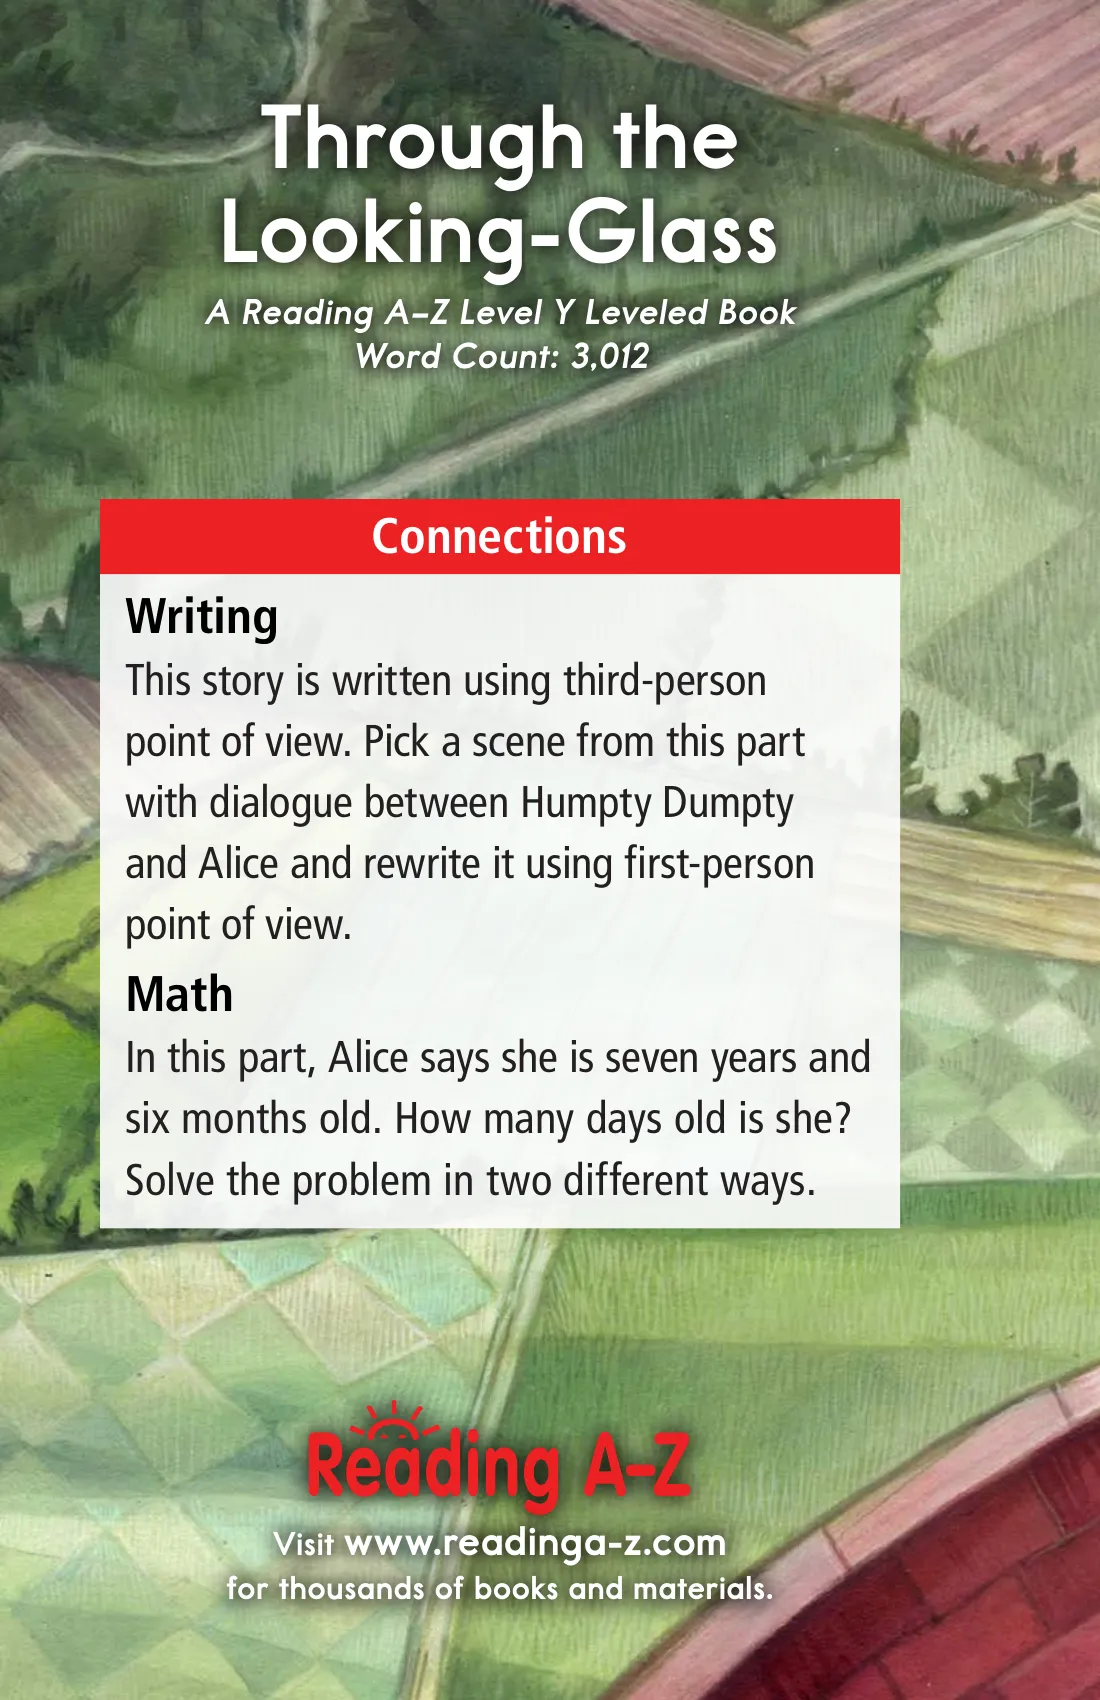 Through the
Looking-Glass
A Reading A–Z Level Y Leveled Book
Word Count: 3,012
Connections
Writing
This story is written using third-person
point of view. Pick a scene from this part
with dialogue between Humpty Dumpty
and Alice and rewrite it using first-person
point of view.
Math
In this part, Alice says she is seven years and
six months old. How many days old is she?
Solve the problem in two different ways.
Reading A–Z
Visit www.readinga-z.com
for thousands of books and materials.